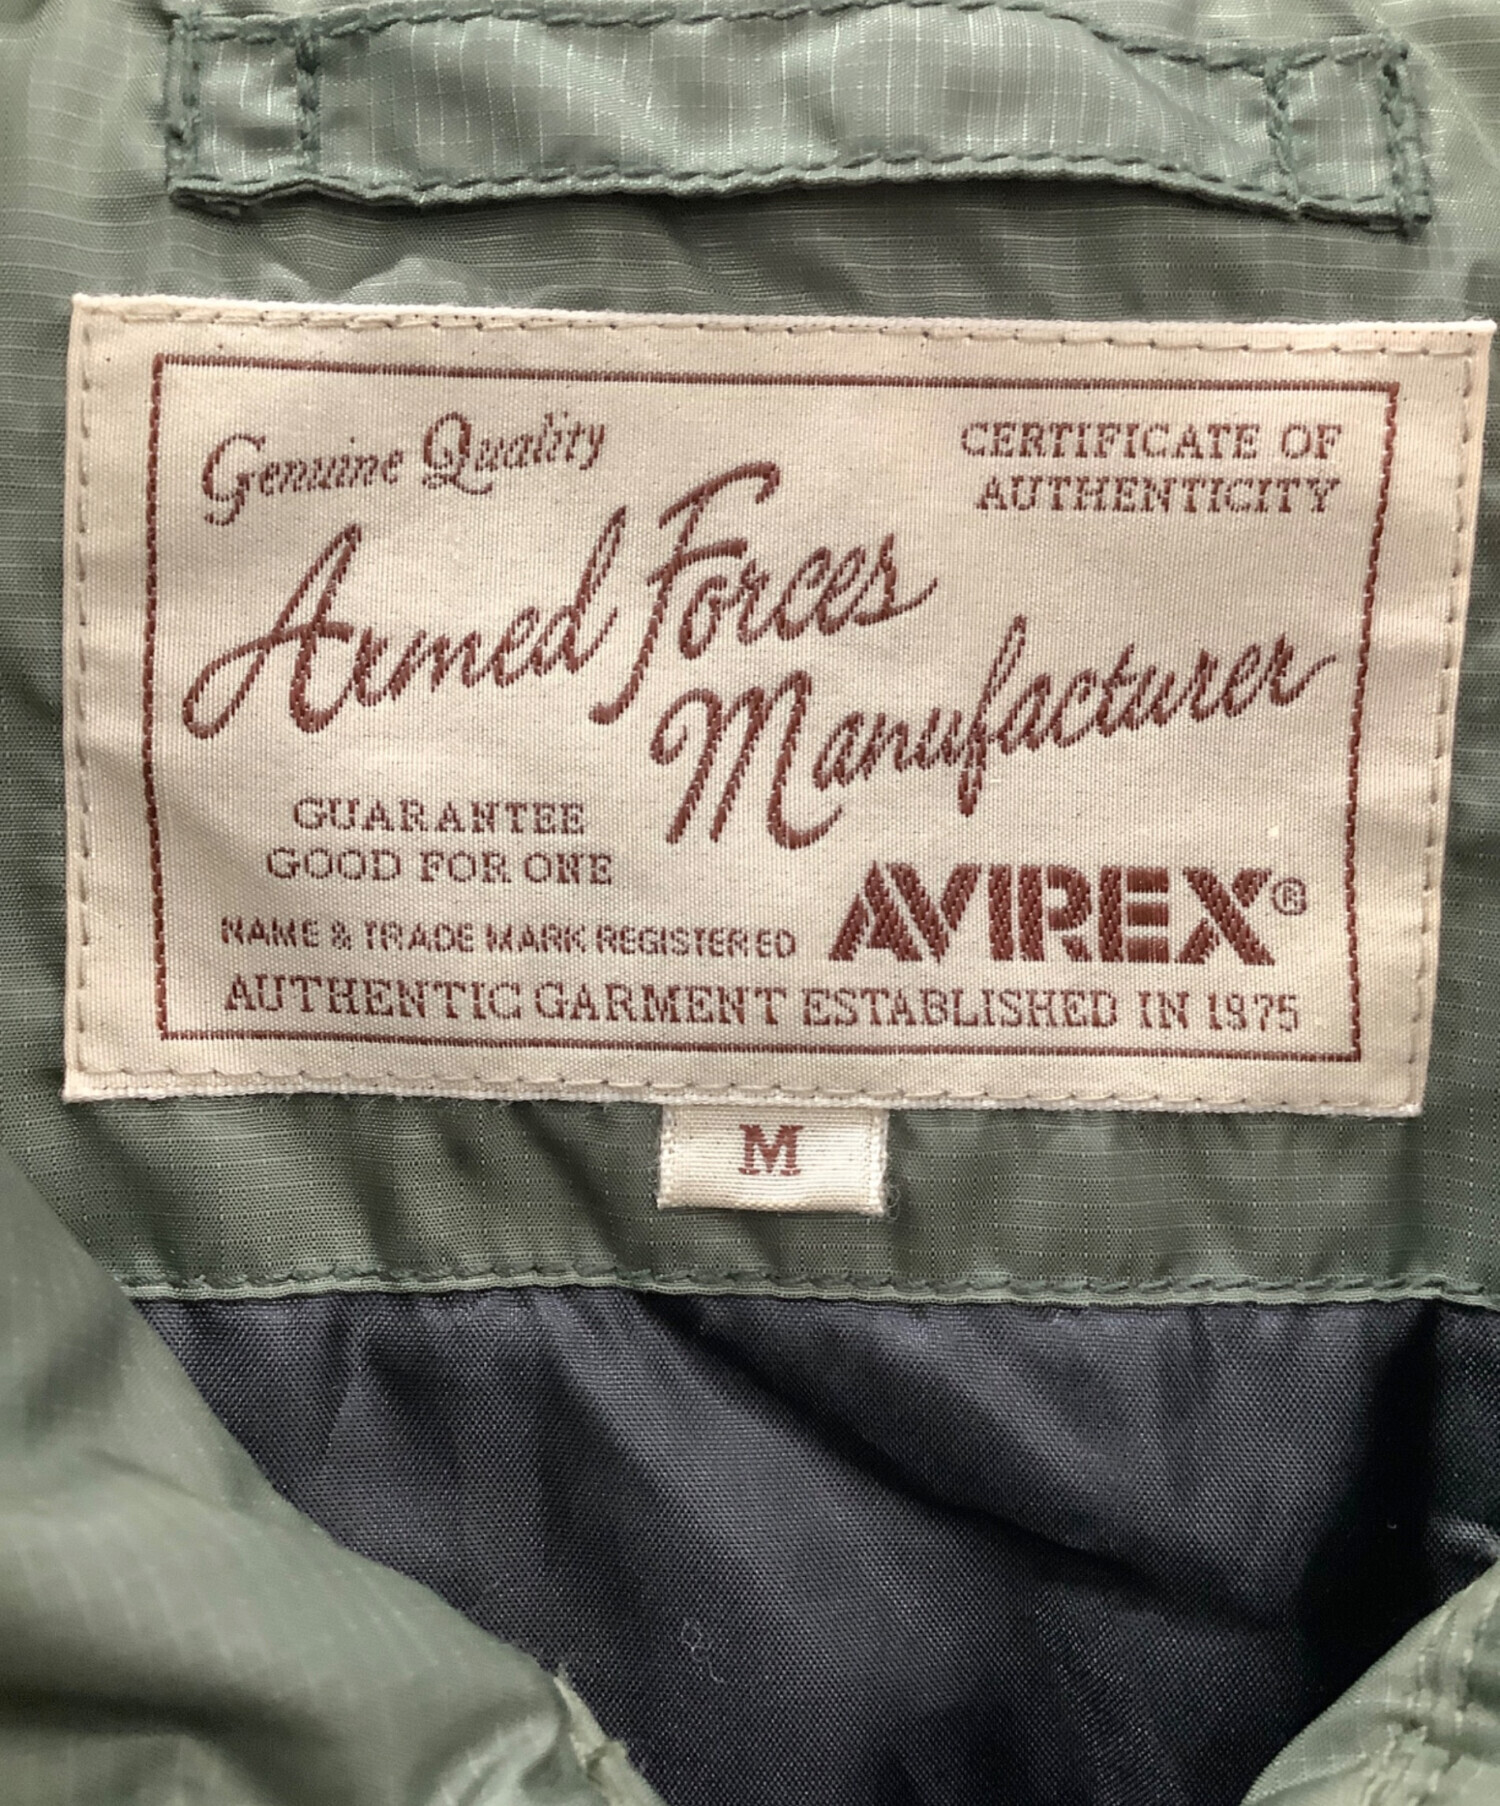 Genuine Quality
CERTIFICATE OF
AUTHENTICITY
Armed Forces
Manufacturer
GUARANTEE
GOOD FOR ONE
NAME & TRADE MARK REGISTERED
AVIREX®
AUTHENTIC GARMENT ESTABLISHED IN 1975
M